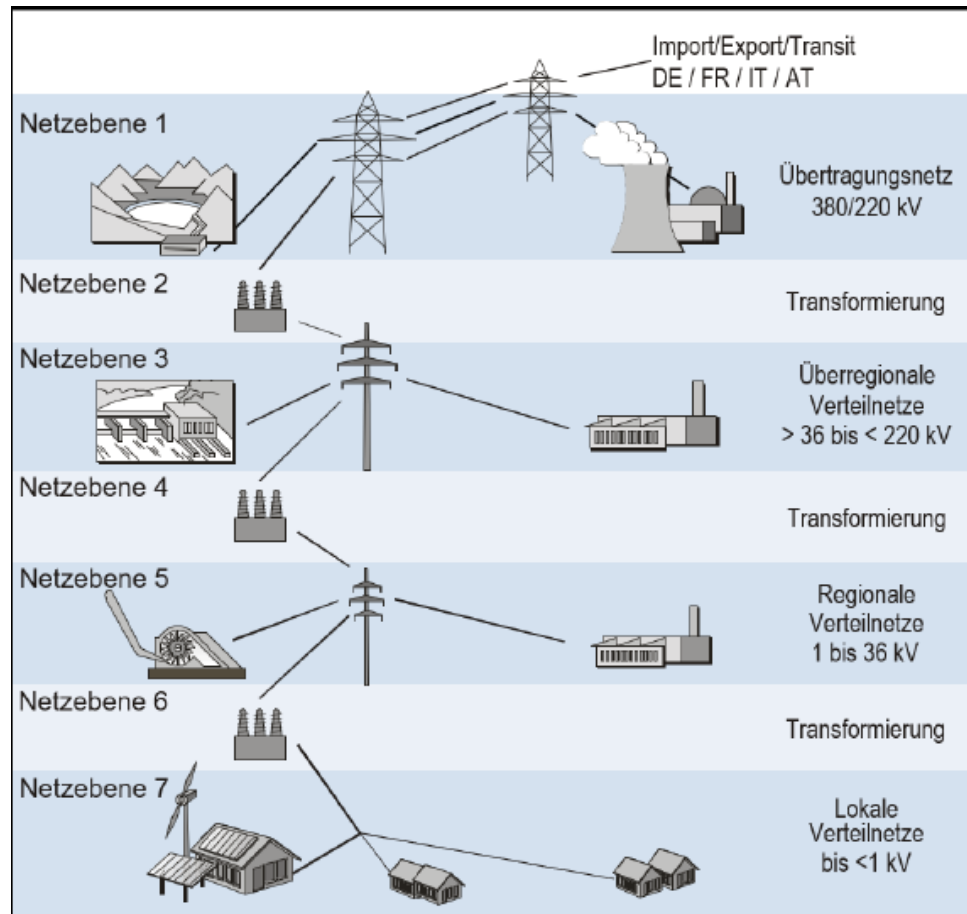 Import/Export/Transit
DE / FR / IT / AT
Netzebene 1
Übertragungsnetz
380/220 kV
Netzebene 2
Transformierung
Netzebene 3
Überregionale
Verteilnetze
> 36 bis < 220 kV
Netzebene 4
Transformierung
Netzebene 5
Regionale
Verteilnetze
1 bis 36 kV
Netzebene 6
Transformierung
Netzebene 7
Lokale
Verteilnetze
bis <1 kV